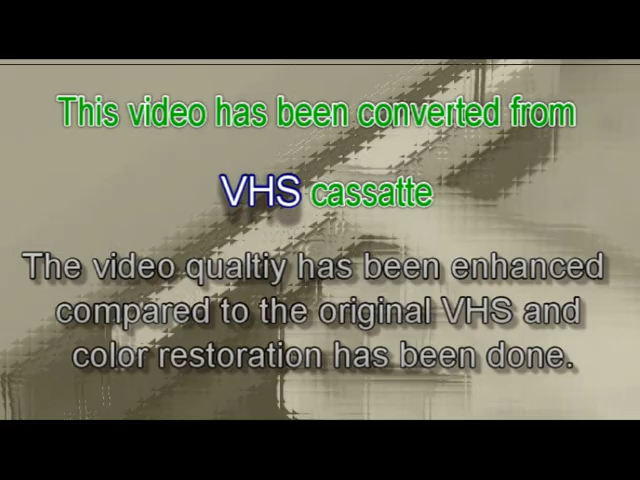 This video has been converted from
VHS cassatte
The video qualtiy has been enhanced
compared to the original VHS and
color restoration has been done.